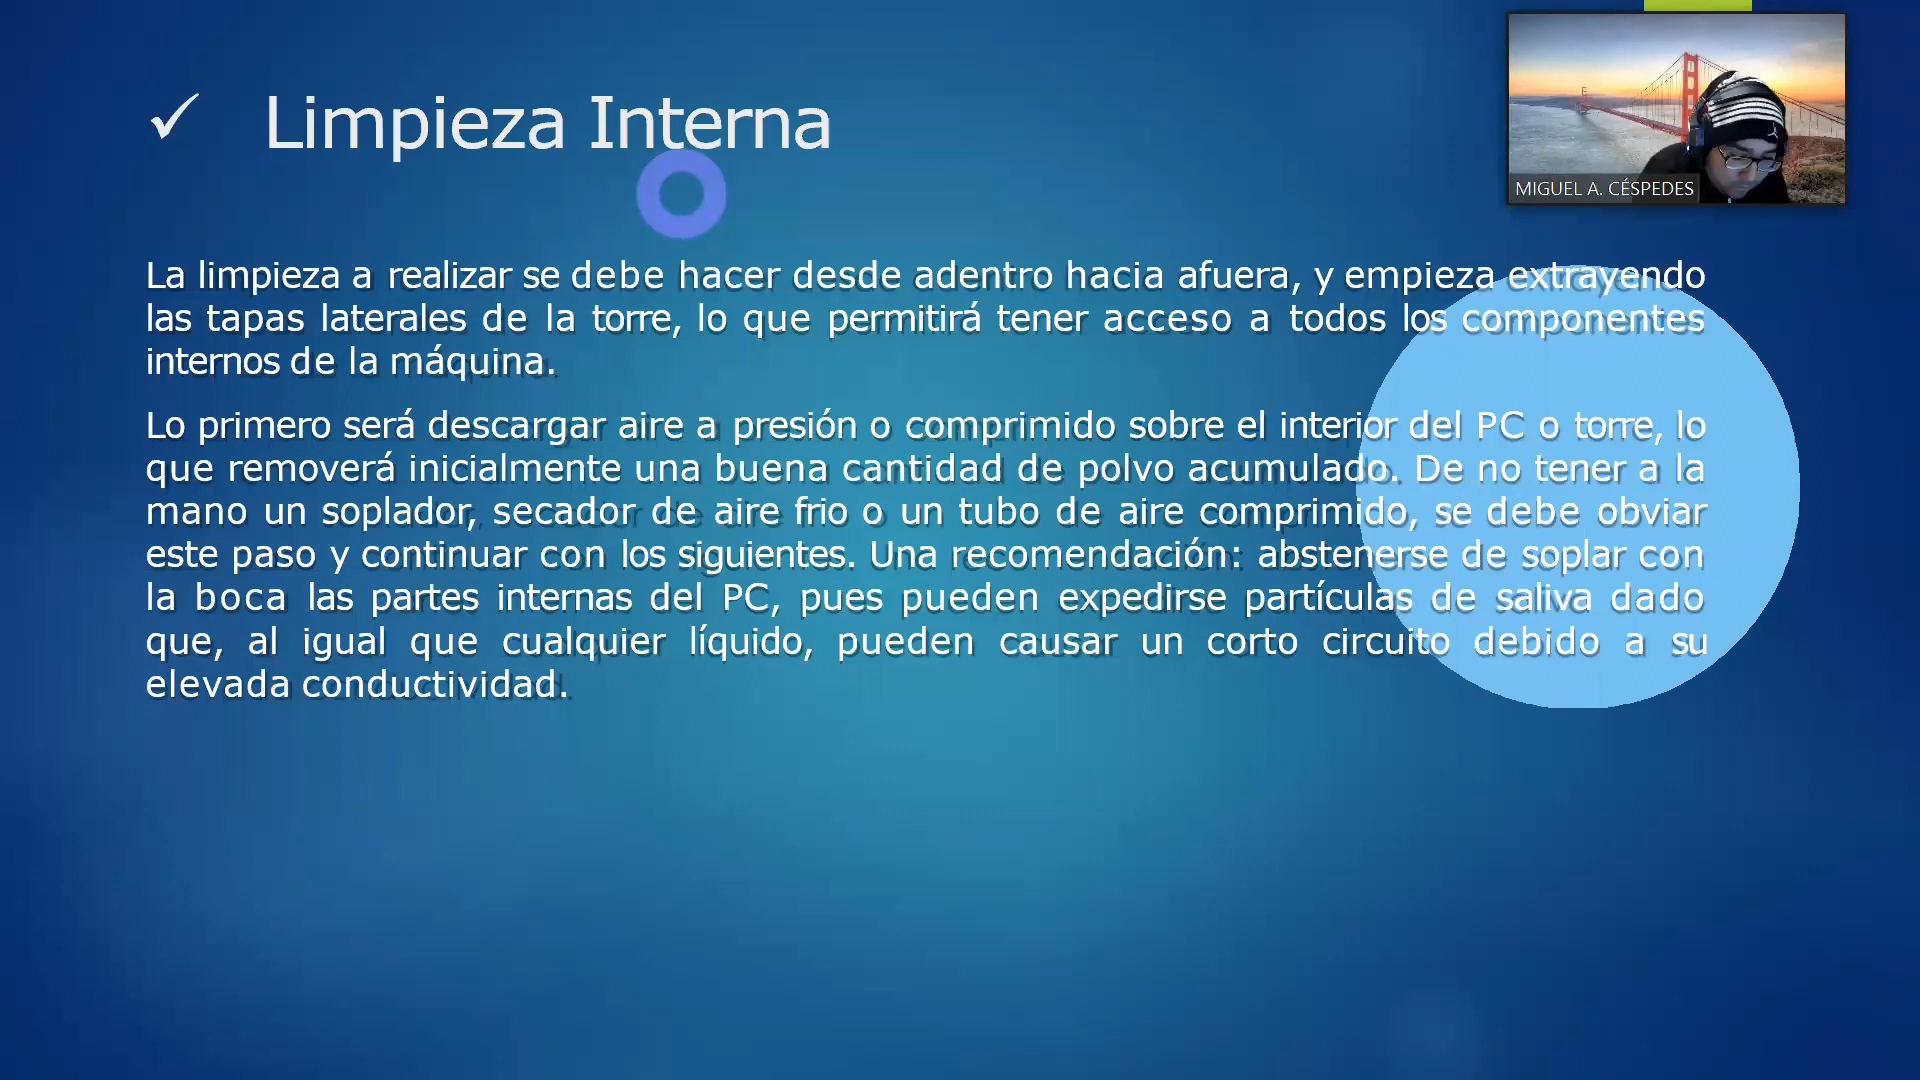 ✓ Limpieza Interna
MIGUEL A. CÉSPEDES
La limpieza a realizar se debe hacer desde adentro hacia afuera, y empieza extrayendo
las tapas laterales de la torre, lo que permitirá tener acceso a todos los componentes
internos de la máquina.
Lo primero será descargar aire a presión o comprimido sobre el interior del PC o torre, lo
que removerá inicialmente una buena cantidad de polvo acumulado. De no tener a la
mano un soplador, secador de aire frio o un tubo de aire comprimido, se debe obviar
este paso y continuar con los siguientes. Una recomendación: abstenerse de soplar con
la boca las partes internas del PC, pues pueden expedirse partículas de saliva dado
que, al igual que cualquier líquido, pueden causar un corto circuito debido a su
elevada conductividad.